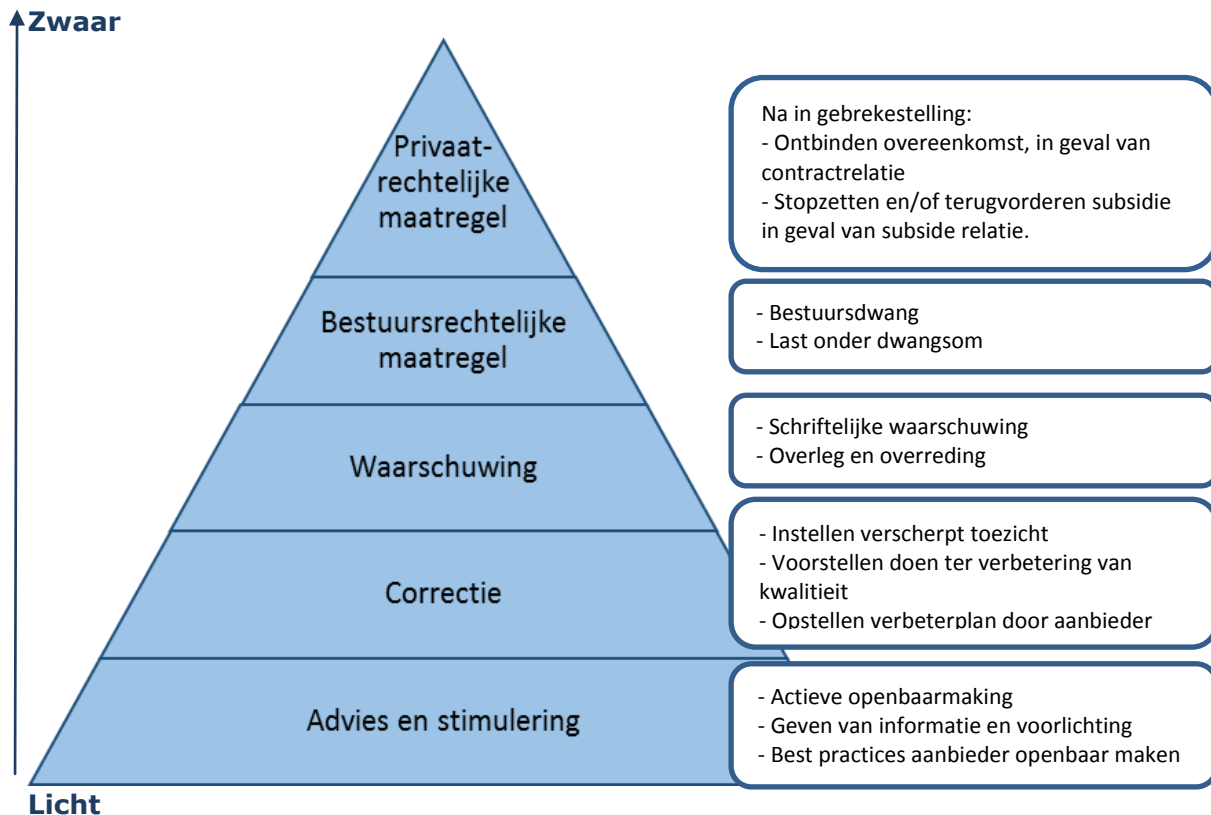 Zwaar
Privaat-
rechtelijke
maatregel
Na in gebrekestelling:
- Ontbinden overeenkomst, in geval van
contractrelatie
- Stopzetten en/of terugvorderen subsidie
in geval van subside relatie.
Bestuursrechtelijke
maatregel
- Bestuursdwang
- Last onder dwangsom
Waarschuwing
- Schriftelijke waarschuwing
- Overleg en overreding
Correctie
- Instellen verscherpt toezicht
- Voorstellen doen ter verbetering van
kwalitieit
- Opstellen verbeterplan door aanbieder
Advies en stimulering
- Actieve openbaarmaking
- Geven van informatie en voorlichting
- Best practices aanbieder openbaar maken
Licht